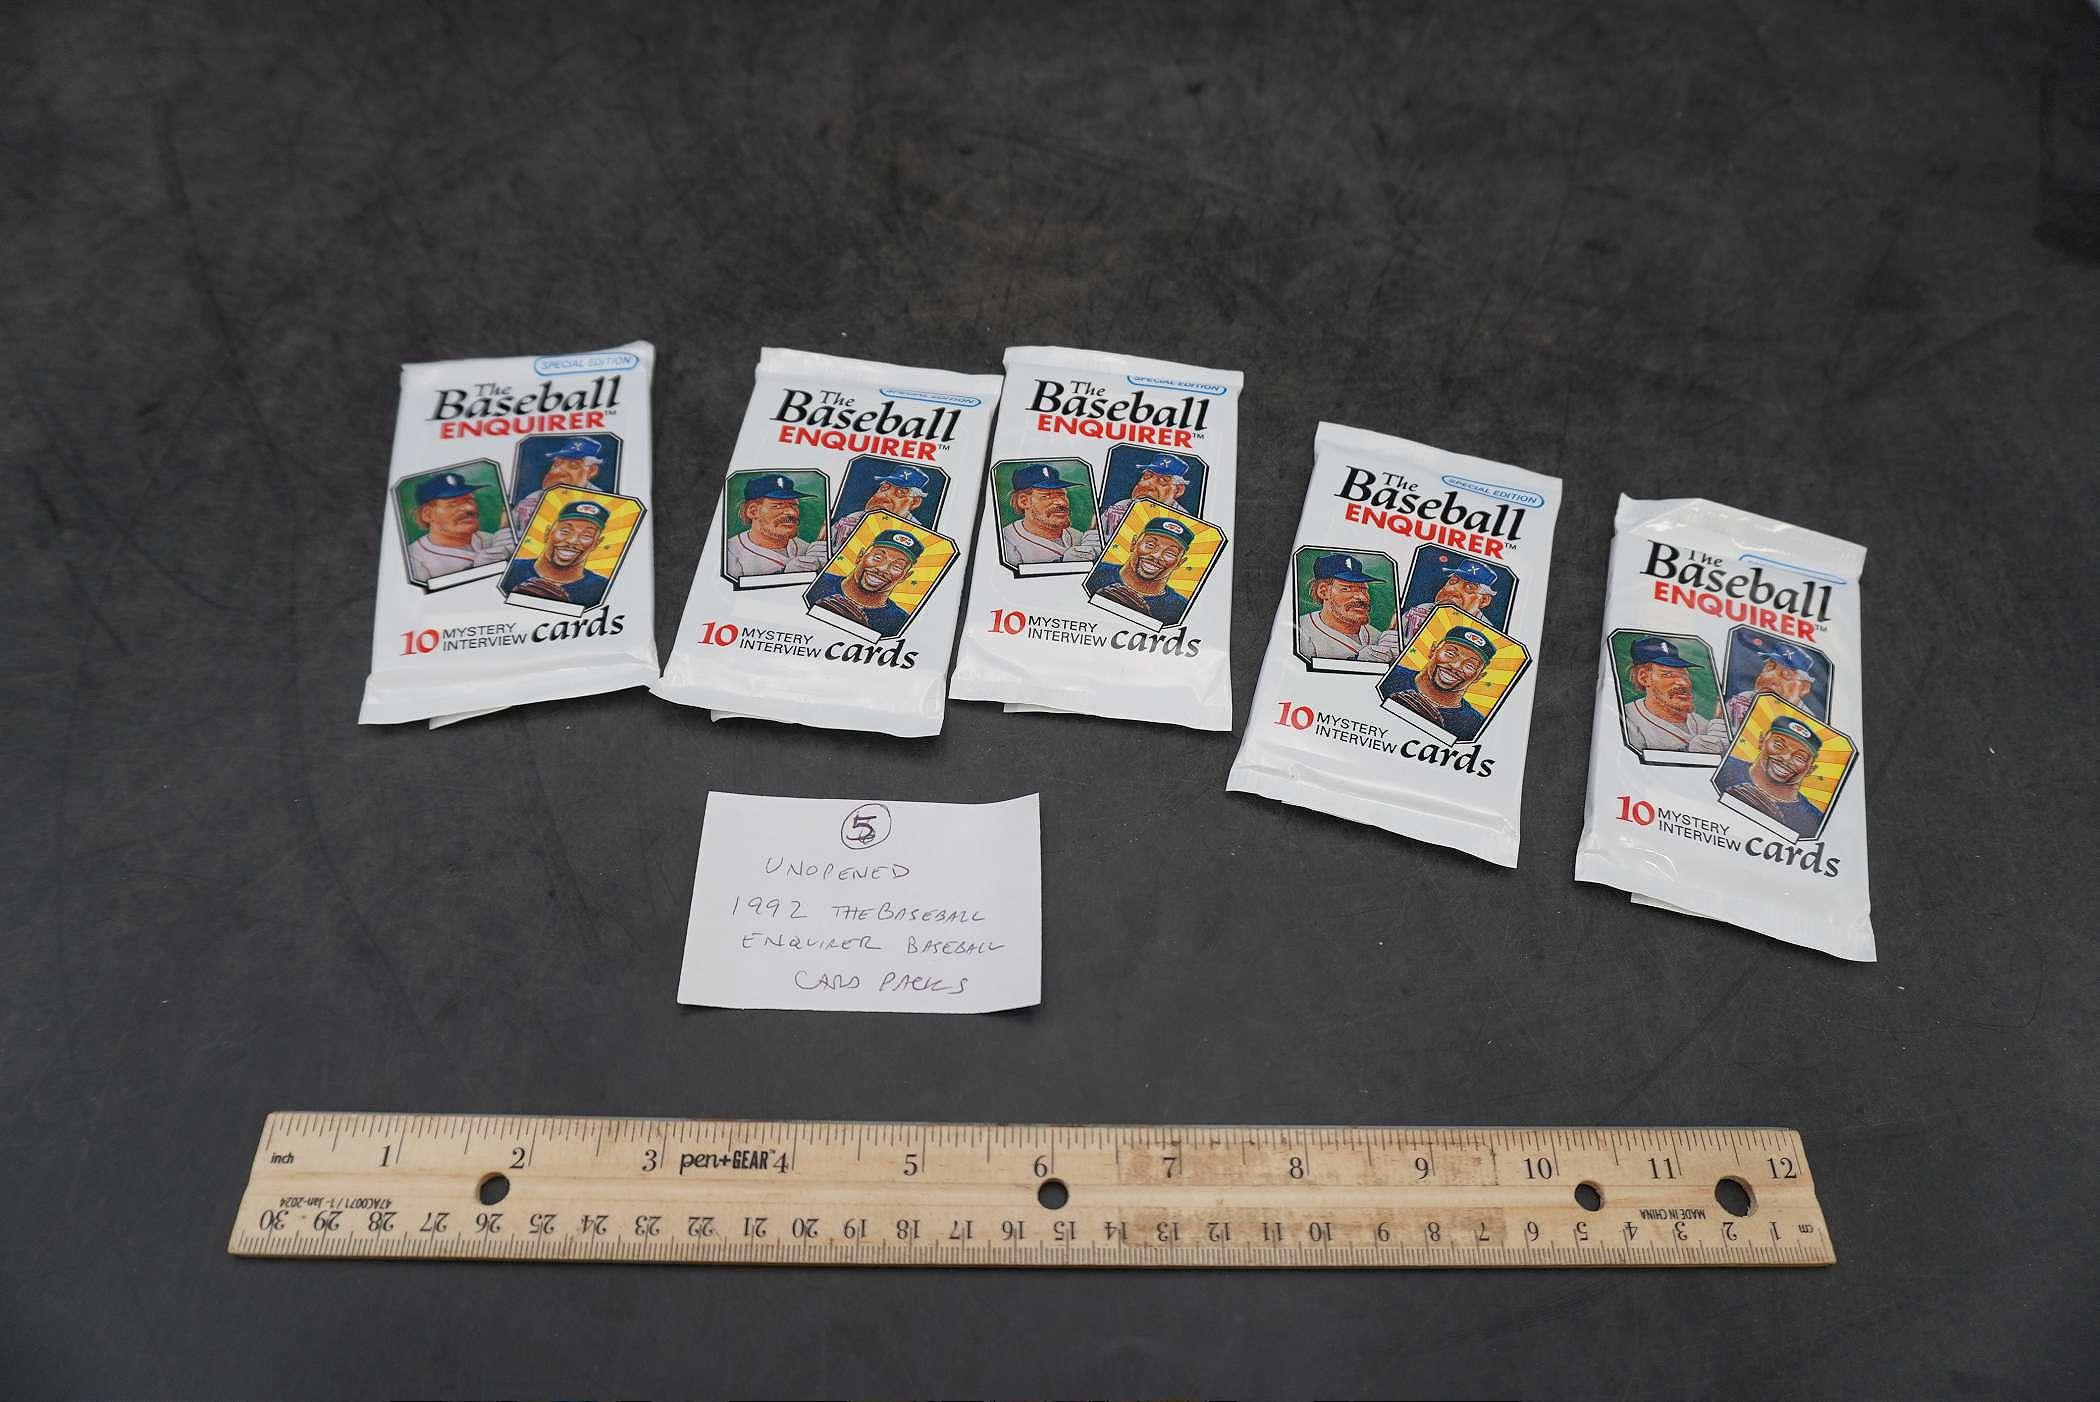 SPECIAL EDITION
The
Baseball
ENQUIRER™
10 MYSTERY
INTERVIEW cards
SPECIAL EDITION
The
Baseball
ENQUIRER™
10 MYSTERY
INTERVIEW cards
SPECIAL EDITION
The
Baseball
ENQUIRER™
10 MYSTERY
INTERVIEW cards
SPECIAL EDITION
The
Baseball
ENQUIRER™
10 MYSTERY
INTERVIEW cards
The
Baseball
ENQUIRER™
10 MYSTERY
INTERVIEW cards
5
UNOPENED
1992 THE BASEBALL
ENQUIRER BASEBALL
CARD PACKS
inch 1 2 3 pen+GEAR™ 4 5 6 7 8 9 10 11 12
47AC0071 / 1-Jan-2024
MADE IN CHINA
30 29 28 27 26 25 24 23 22 21 20 19 18 17 16 15 14 13 12 11 10 9 8 7 6 5 4 3 2 1 cm